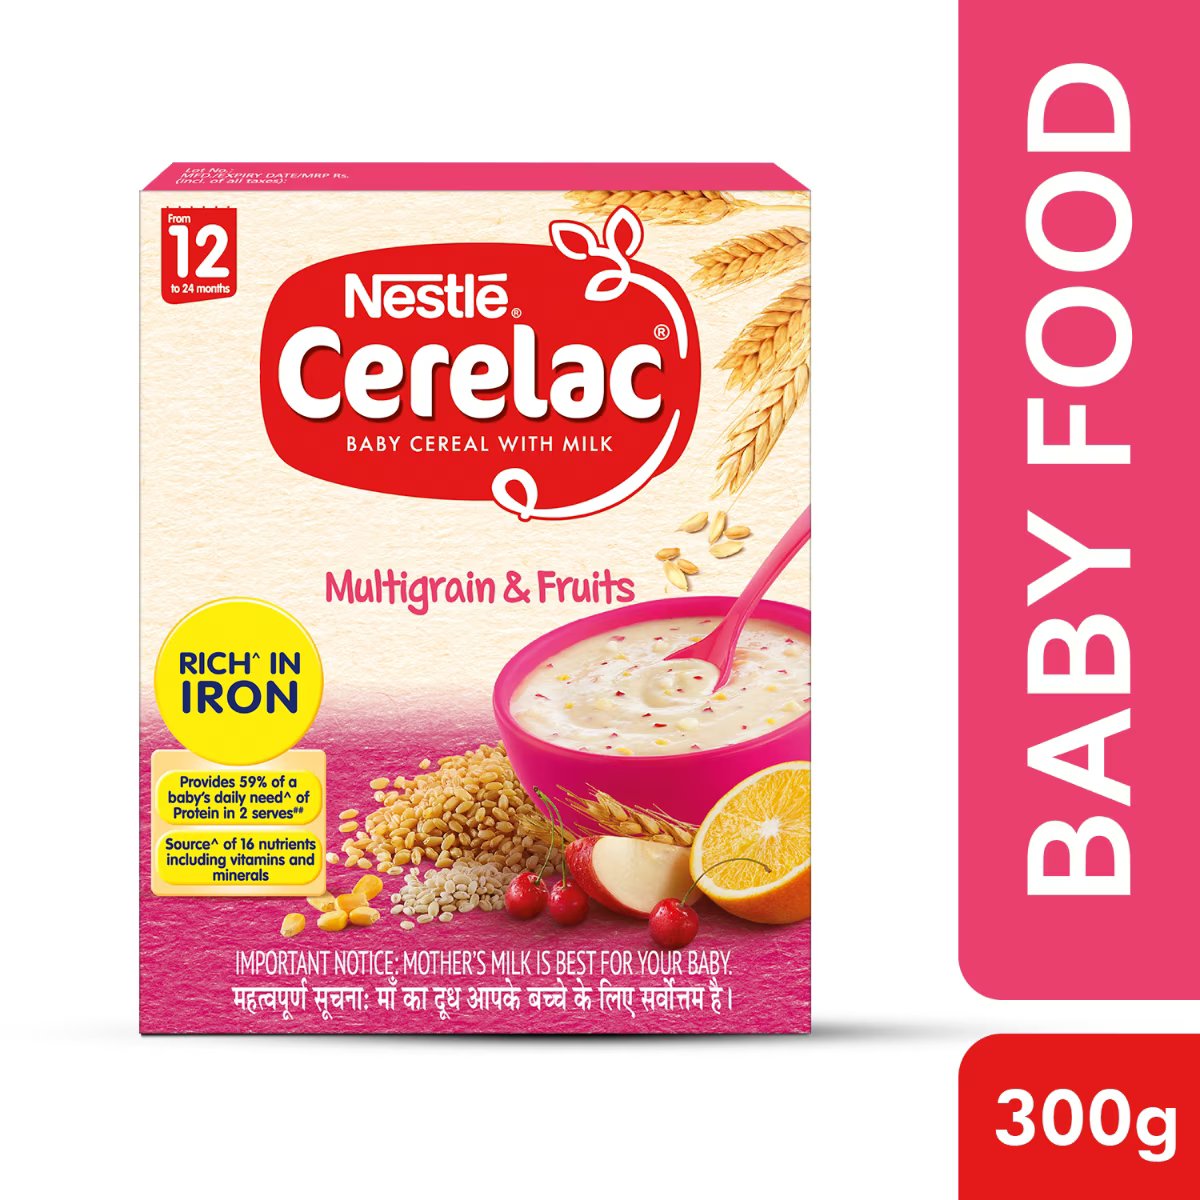 Lot No.:
MFD./EXPIRY DATE/MRP Rs.
(incl. of all taxes):
From
12
to 24 months
Nestlé®
Cerelac®
BABY CEREAL WITH MILK
Multigrain & Fruits
RICH^ IN
IRON
Provides 59% of a
baby's daily need^ of
Protein in 2 serves##
Source^ of 16 nutrients
including vitamins and
minerals
IMPORTANT NOTICE: MOTHER'S MILK IS BEST FOR YOUR BABY.
महत्वपूर्ण सूचना: माँ का दूध आपके बच्चे के लिए सर्वोत्तम है।
BABY FOOD
300g